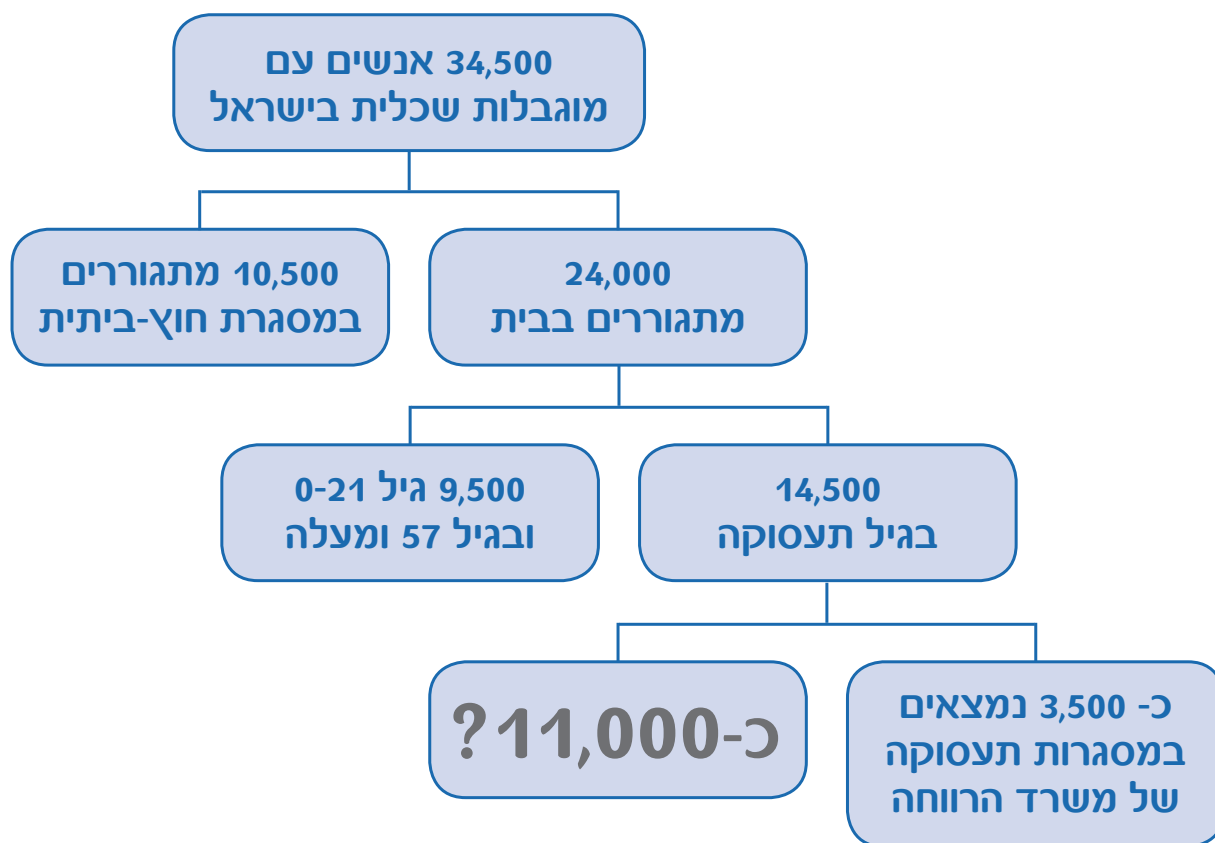 34,500 אנשים עם
מוגבלות שכלית בישראל
24,000
מתגוררים בבית
10,500 מתגוררים
במסגרת חוץ-ביתית
14,500
בגיל תעסוקה
9,500 גיל 0-21
ובגיל 57 ומעלה
כ- 3,500 נמצאים
במסגרות תעסוקה
של משרד הרווחה
כ-11,000?